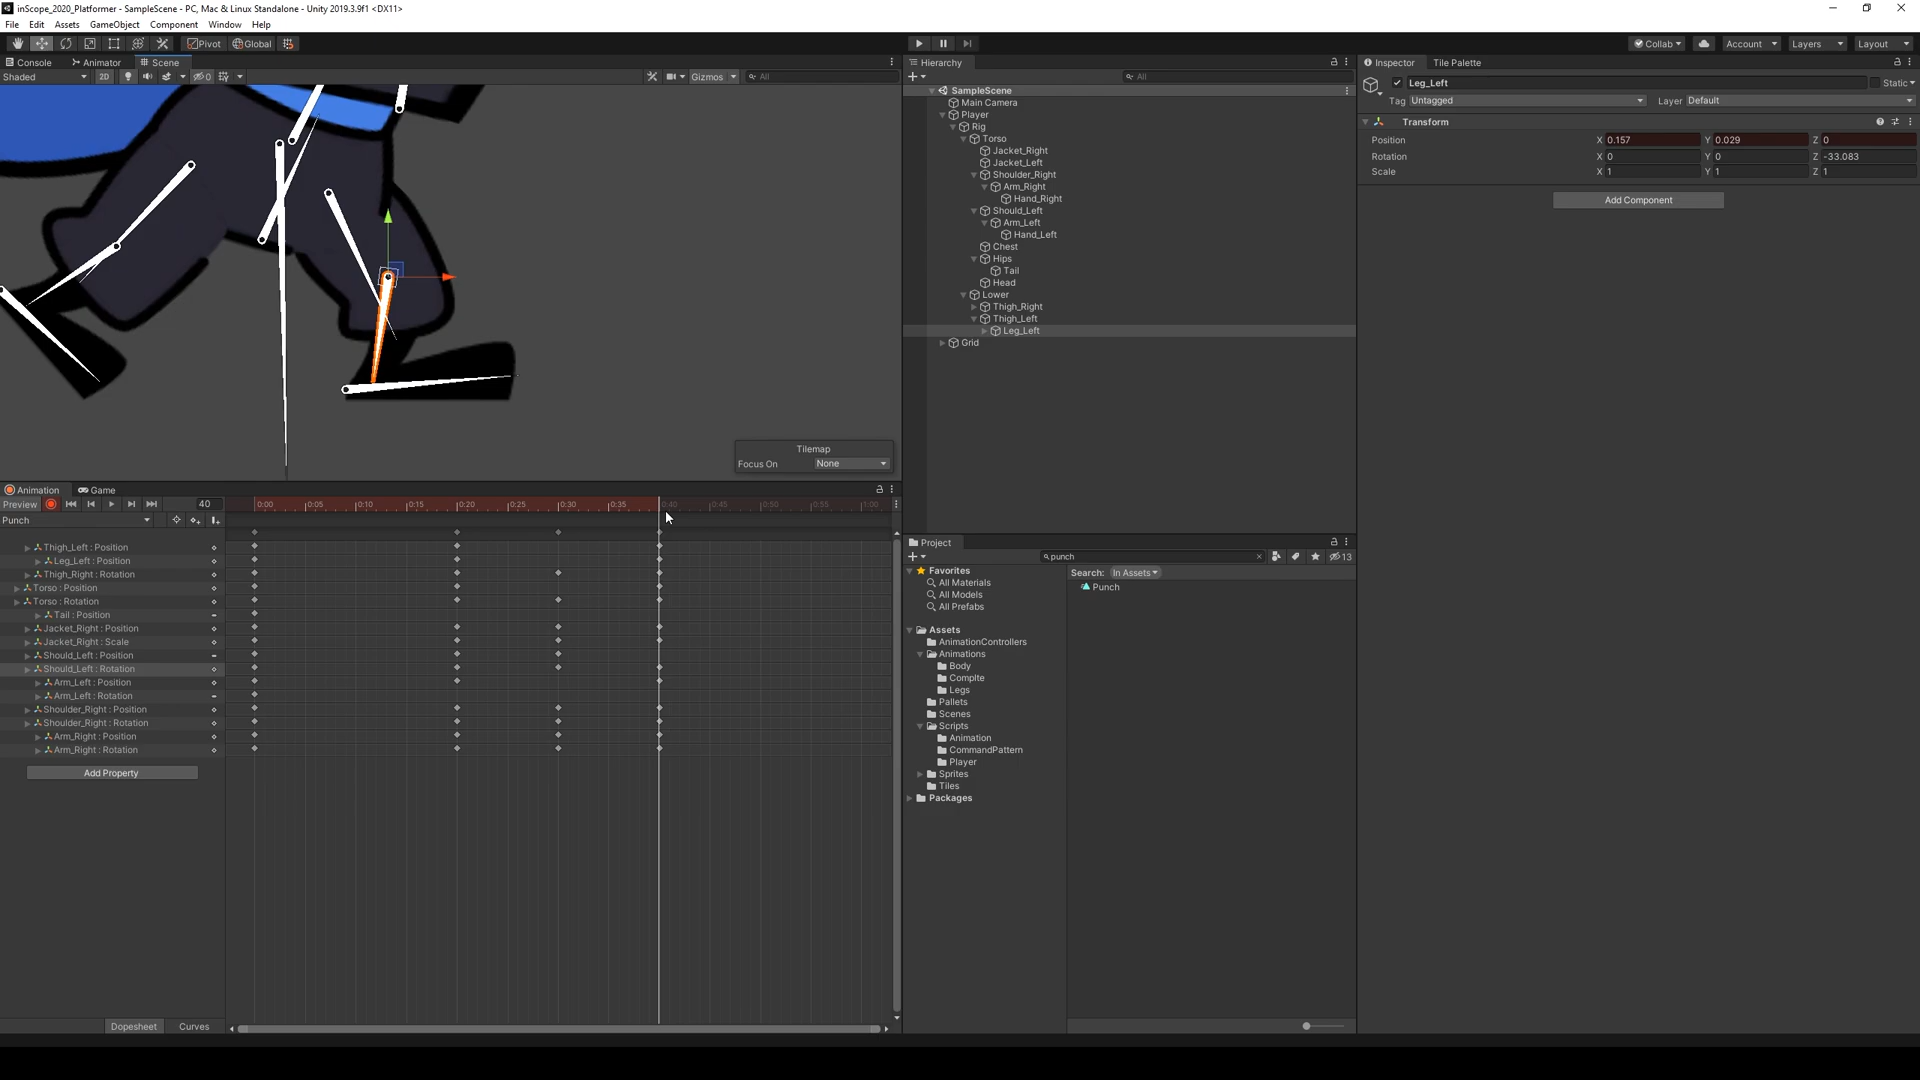 inScope_2020_Platformer - SampleScene - PC, Mac & Linux Standalone - Unity 2019.3.9f1 <DX11>
File Edit Assets GameObject Component Window Help
Pivot Global Collab Account Layers Layout
Console Animator Scene
Shaded 2D 0 Gizmos All
Tilemap
Focus On None
Hierarchy
All
SampleScene
Main Camera
Player
Rig
Torso
Jacket_Right
Jacket_Left
Shoulder_Right
Arm_Right
Hand_Right
Should_Left
Arm_Left
Hand_Left
Chest
Hips
Tail
Head
Lower
Thigh_Right
Thigh_Left
Leg_Left
Grid
Inspector Tile Palette
Leg_Left Static
Tag Untagged Layer Default
Transform
Position X 0.157 Y 0.029 Z 0
Rotation X 0 Y 0 Z -33.083
Scale X 1 Y 1 Z 1
Add Component
Animation Game
Preview 40 0:00 0:05 0:10 0:15 0:20 0:25 0:30 0:35 0:40 0:45 0:50 0:55 1:00
Punch
Thigh_Left : Position
Leg_Left : Position
Thigh_Right : Rotation
Torso : Position
Torso : Rotation
Tail : Position
Jacket_Right : Position
Jacket_Right : Scale
Should_Left : Position
Should_Left : Rotation
Arm_Left : Position
Arm_Left : Rotation
Shoulder_Right : Position
Shoulder_Right : Rotation
Arm_Right : Position
Arm_Right : Rotation
Add Property
Dopesheet Curves
Project
punch 13
Favorites
All Materials
All Models
All Prefabs
Assets
AnimationControllers
Animations
Body
Complte
Legs
Pallets
Scenes
Scripts
Animation
CommandPattern
Player
Sprites
Tiles
Packages
Search: In Assets
Punch